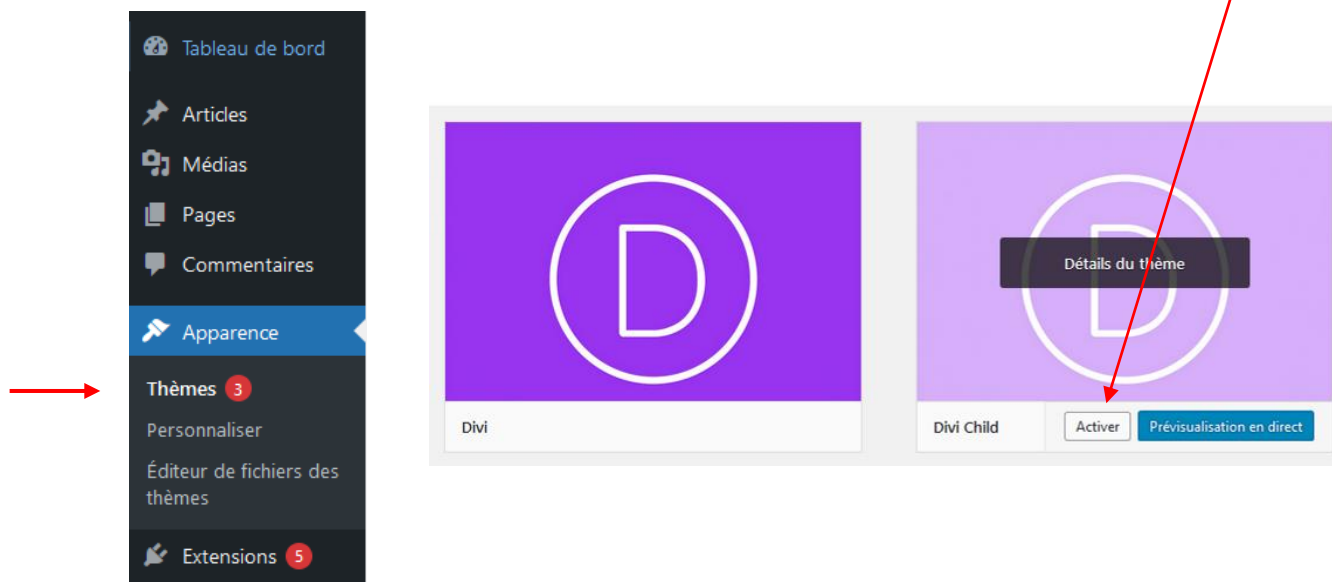 Tableau de bord
Articles
Médias
Pages
Commentaires
Apparence
Thèmes 3
Personnaliser
Éditeur de fichiers des
thèmes
Extensions 5
D
Divi
D
Détails du thème
Divi Child Activer Prévisualisation en direct